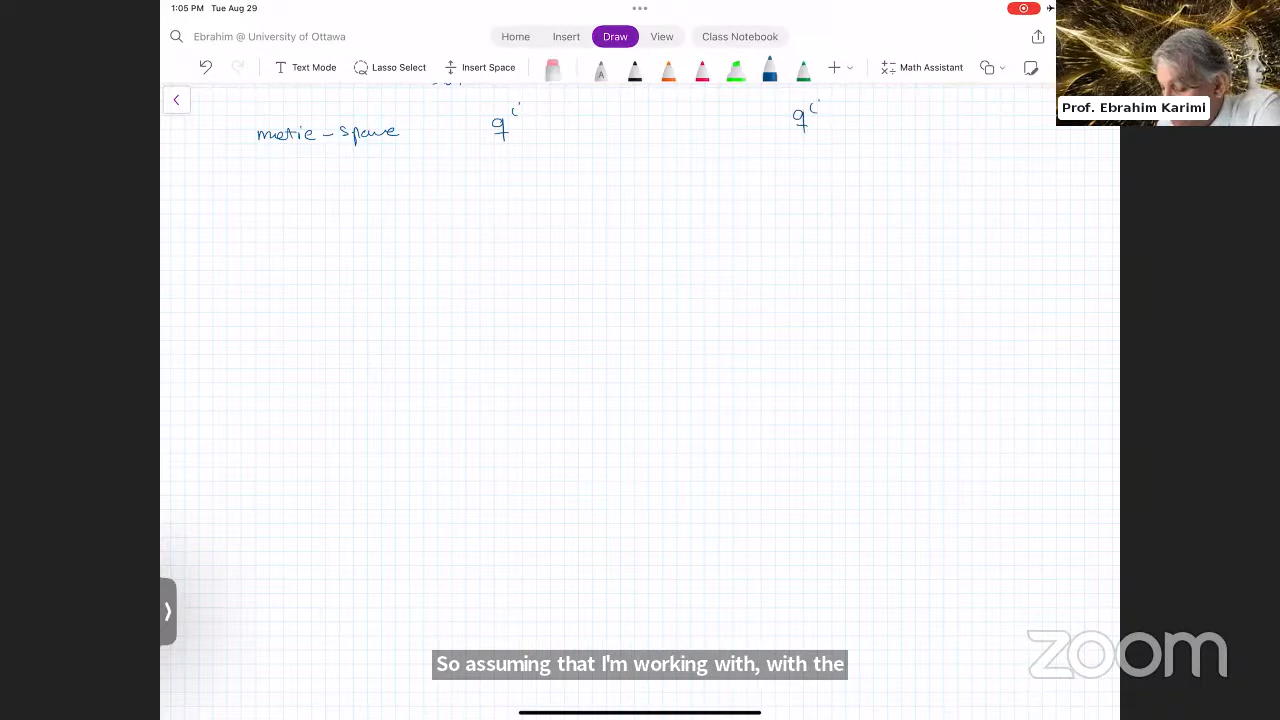 1:05 PM Tue Aug 29
Ebrahim @ University of Ottawa
Home Insert Draw View Class Notebook
Text Mode Lasso Select Insert Space Math Assistant
Prof. Ebrahim Karimi
metic - Space q q
So assuming that I'm working with, with the
zoom